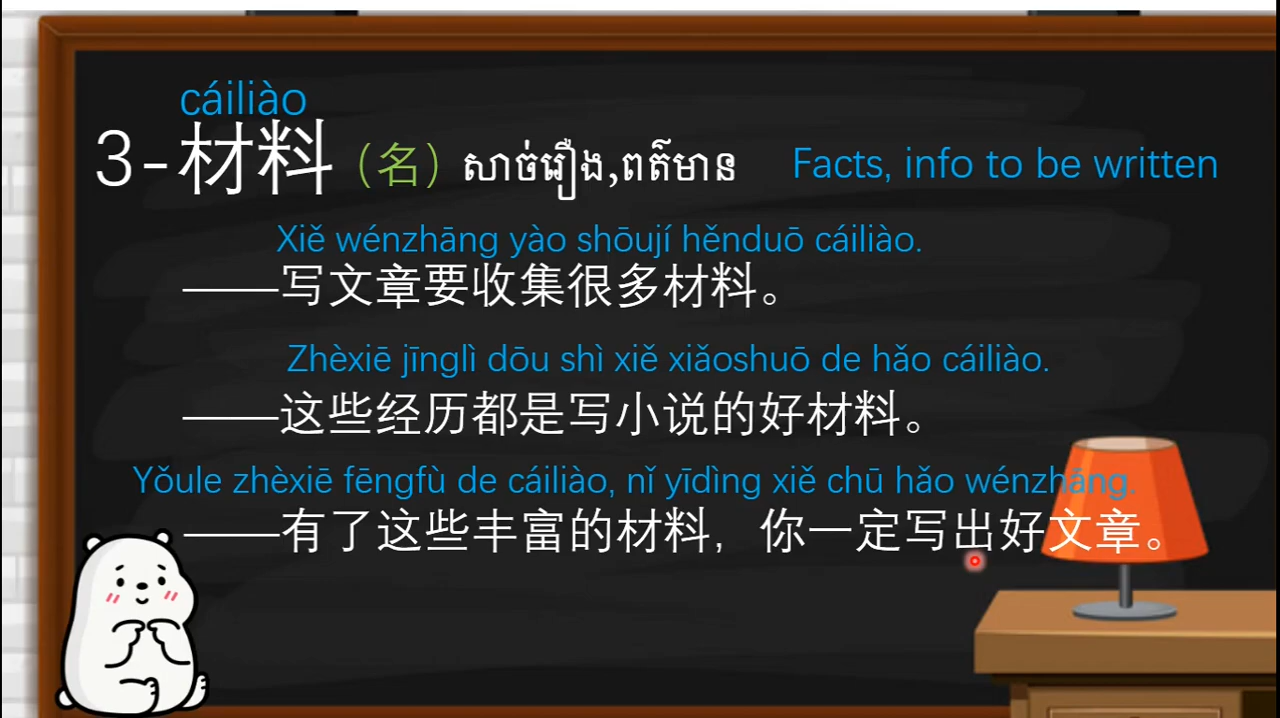 cáiliào
3-材料（名）សាច់រឿង,ពត៌មាន Facts, info to be written
Xiě wénzhāng yào shōují hěnduō cáiliào.
——写文章要收集很多材料。
Zhèxiē jīnglì dōu shì xiě xiǎoshuō de hǎo cáiliào.
——这些经历都是写小说的好材料。
Yǒule zhèxiē fēngfù de cáiliào, nǐ yīdìng xiě chū hǎo wénzhāng.
——有了这些丰富的材料，你一定写出好文章。